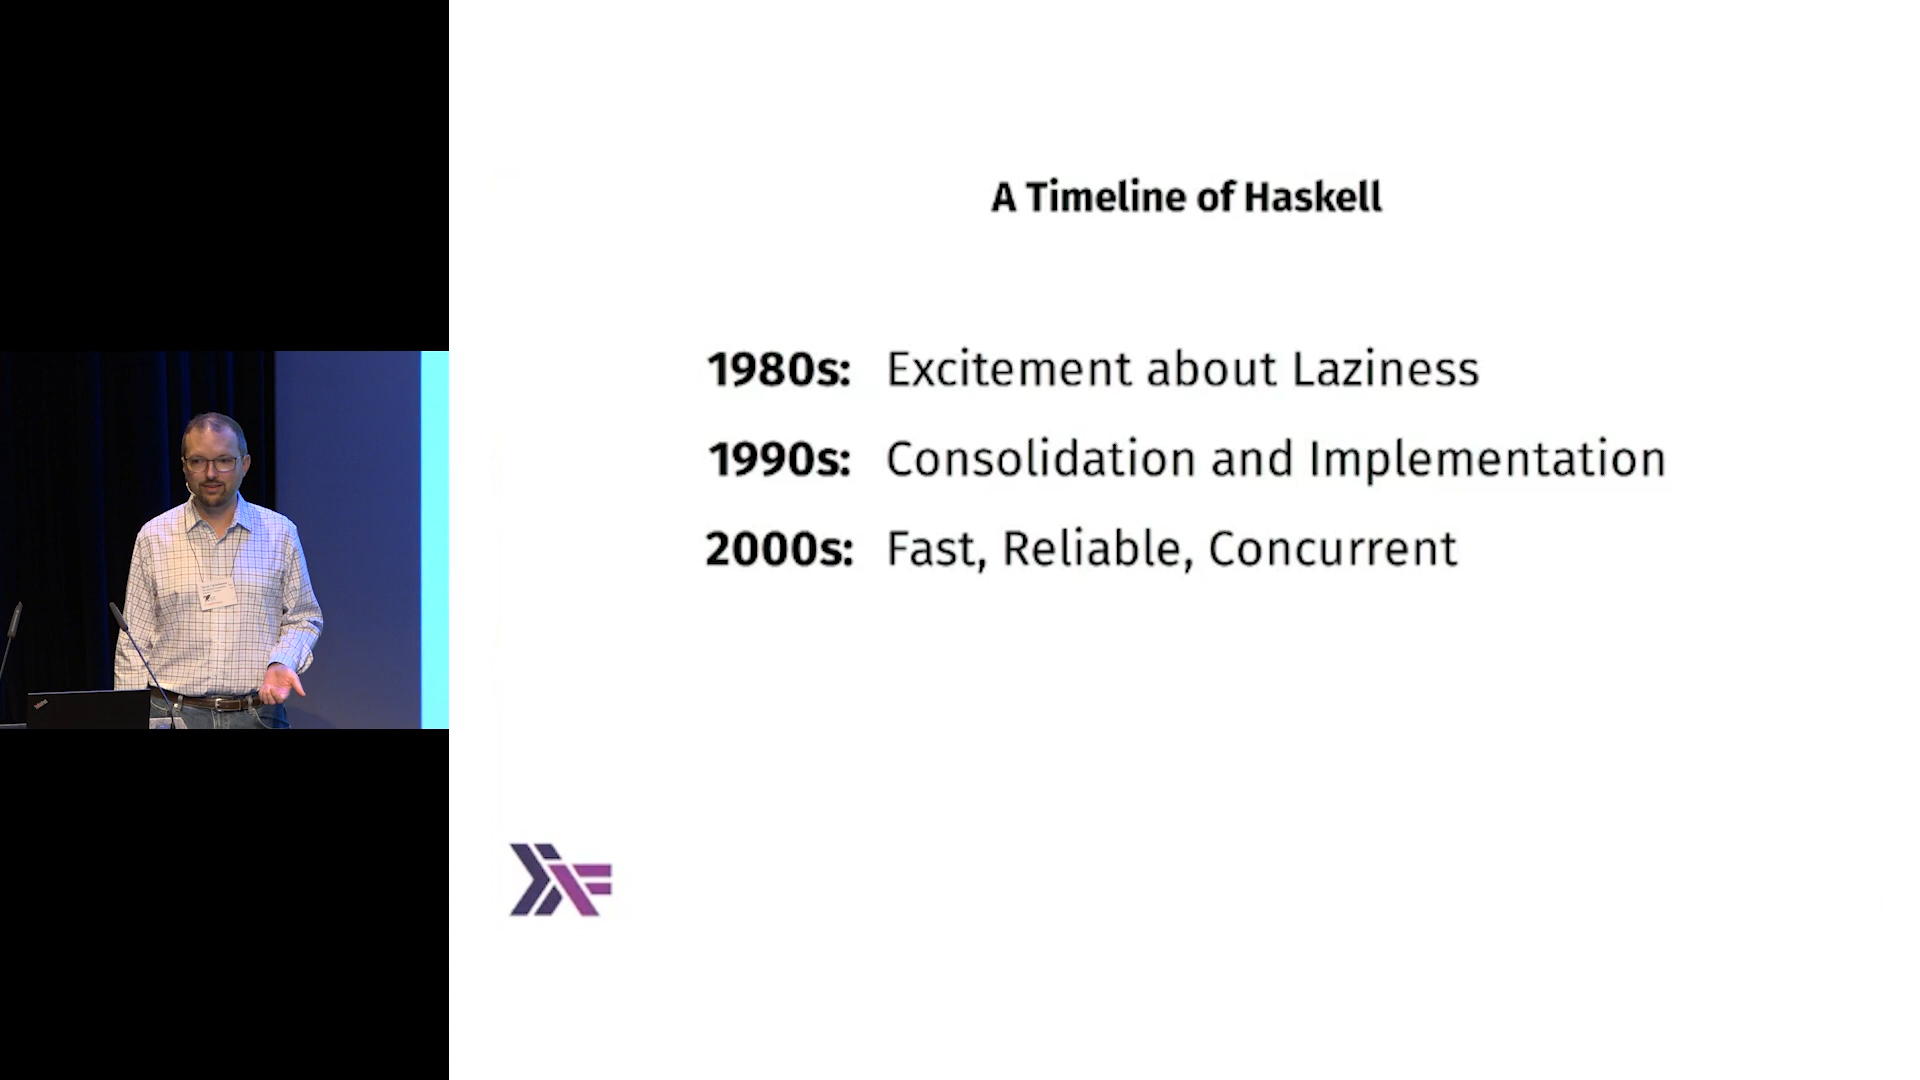 A Timeline of Haskell
1980s: Excitement about Laziness
1990s: Consolidation and Implementation
2000s: Fast, Reliable, Concurrent